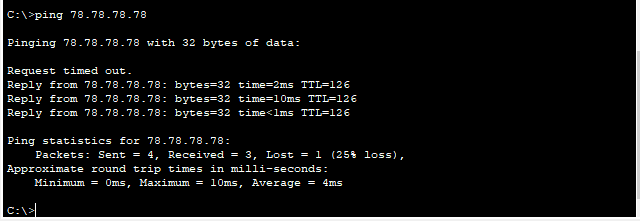 C:\>ping 78.78.78.78
Pinging 78.78.78.78 with 32 bytes of data:
Request timed out.
Reply from 78.78.78.78: bytes=32 time=2ms TTL=126
Reply from 78.78.78.78: bytes=32 time=10ms TTL=126
Reply from 78.78.78.78: bytes=32 time<1ms TTL=126
Ping statistics for 78.78.78.78:
Packets: Sent = 4, Received = 3, Lost = 1 (25% loss),
Approximate round trip times in milli-seconds:
Minimum = 0ms, Maximum = 10ms, Average = 4ms
C:\>